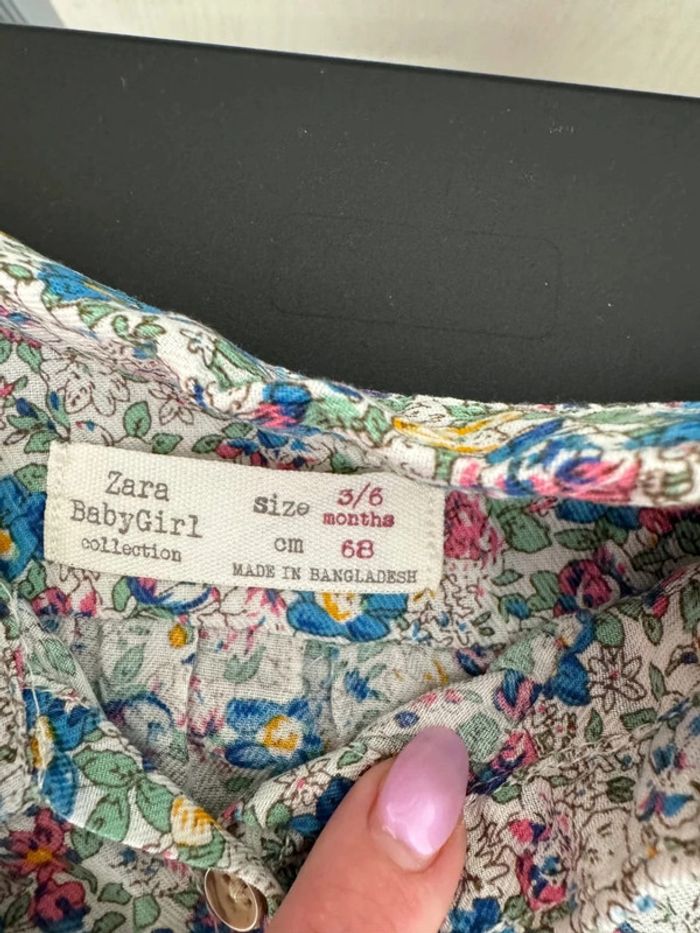 Zara
BabyGirl
collection
size 3/6
months
cm 68
MADE IN BANGLADESH